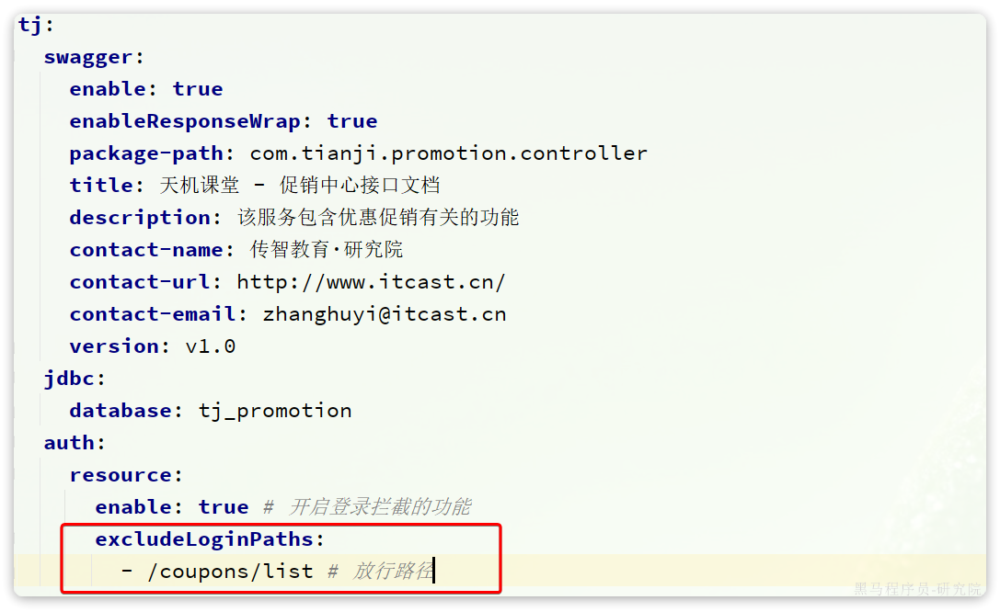 tj:
swagger:
enable: true
enableResponseWrap: true
package-path: com.tianji.promotion.controller
title: 天机课堂 - 促销中心接口文档
description: 该服务包含优惠促销有关的功能
contact-name: 传智教育·研究院
contact-url: http://www.itcast.cn/
contact-email: zhanghuyi@itcast.cn
version: v1.0
jdbc:
database: tj_promotion
auth:
resource:
enable: true # 开启登录拦截的功能
excludeLoginPaths:
- /coupons/list # 放行路径
黑马程序员-研究院